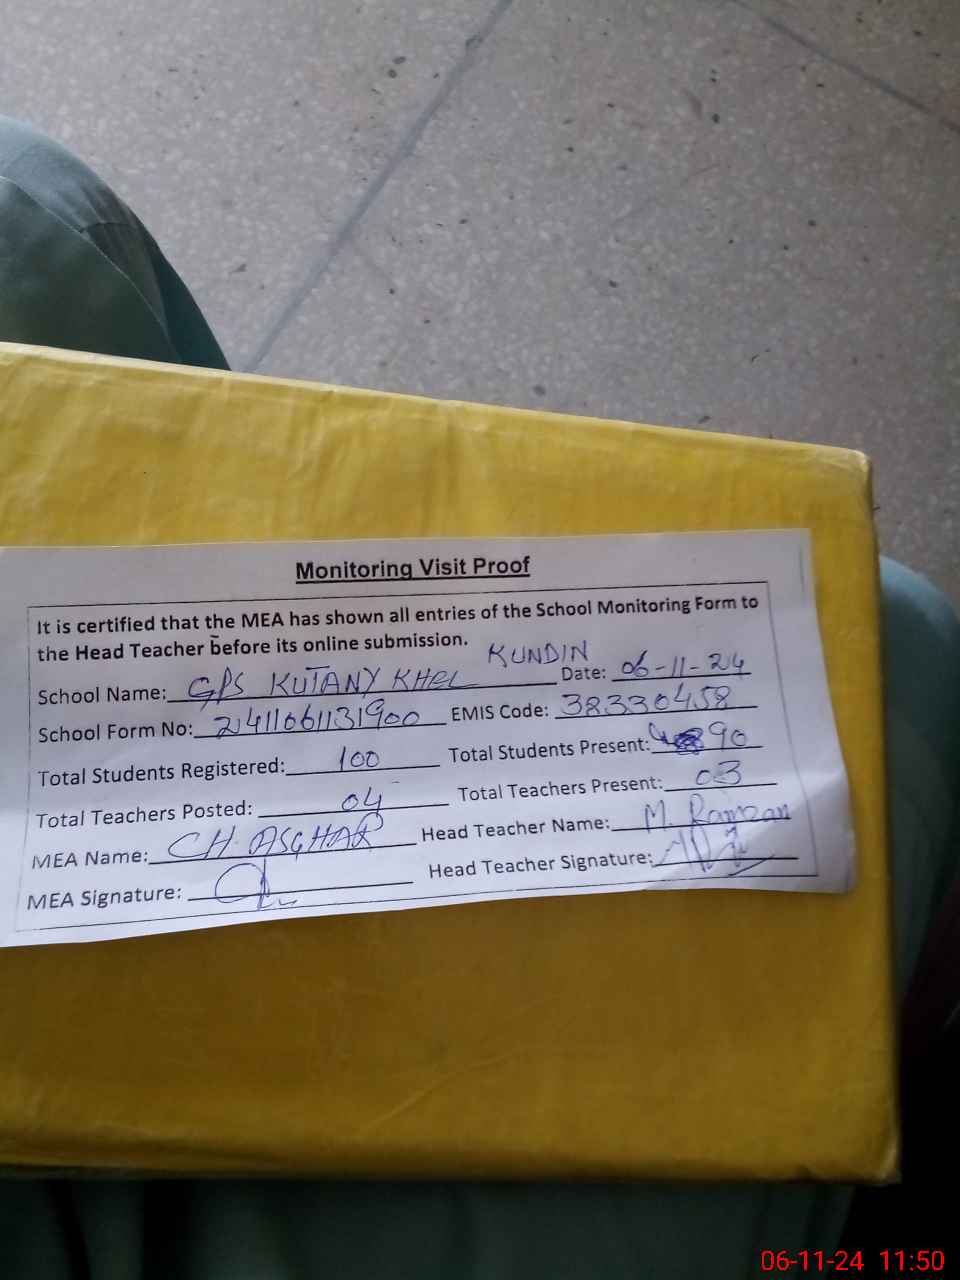 Monitoring Visit Proof
It is certified that the MEA has shown all entries of the School Monitoring Form to
the Head Teacher before its online submission.
School Name: GPS KUTANY KHEL KUNDIN Date: 06-11-24
School Form No: 2411061131900 EMIS Code: 38330458
Total Students Registered: 100 Total Students Present: 90
Total Teachers Posted: 04 Total Teachers Present: 03
MEA Name: CH. ASGHAR Head Teacher Name: M. Ramzan
MEA Signature: Head Teacher Signature:
06-11-24 11:50